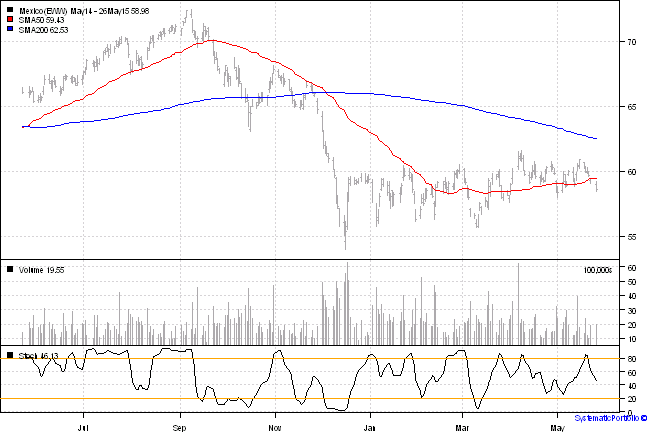 Mexico(EWW) May14 - 26May15 58.98
SMA50 59.43
SMA200 62.53
70
65
60
55
Volume 19.55
100,000s
60
50
40
30
20
10
Stoch 46.13
80
60
40
20
0
Jul
Sep
Nov
Jan
Mar
May
SystematicPortfolio ©